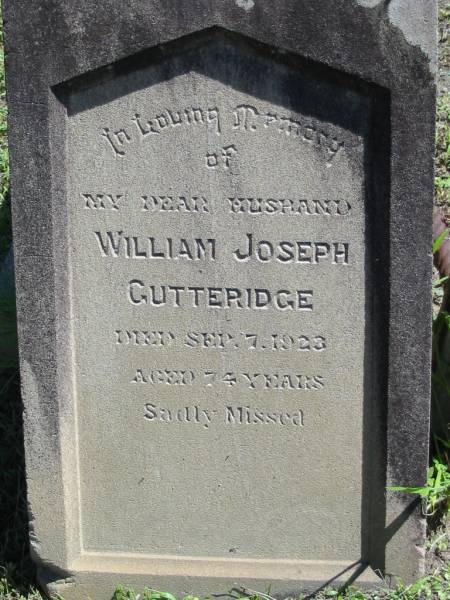 In Loving Memory
of
MY DEAR HUSBAND
WILLIAM JOSEPH
GUTTERIDGE
DIED SEP. 7. 1923
AGED 74 YEARS
Sadly Missed